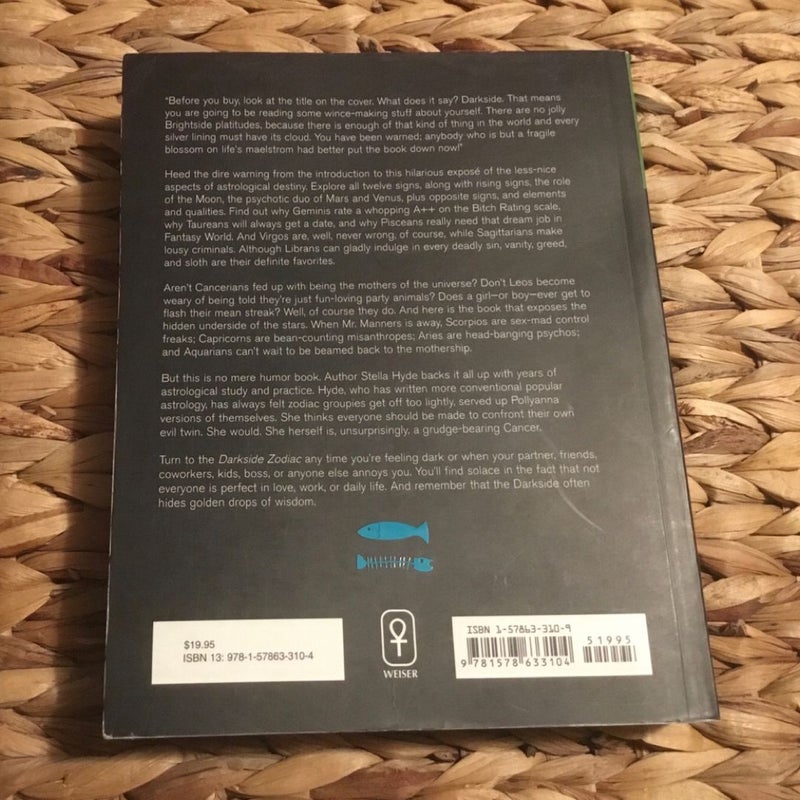 "Before you buy, look at the title on the cover. What does it say? Darkside. That means
you are going to be reading some wince-making stuff about yourself. There are no jolly
Brightside platitudes, because there is enough of that kind of thing in the world and every
silver lining must have its cloud. You have been warned; anybody who is but a fragile
blossom on life's maelstrom had better put the book down now!"
Heed the dire warning from the introduction to this hilarious exposé of the less-nice
aspects of astrological destiny. Explore all twelve signs, along with rising signs, the role
of the Moon, the psychotic duo of Mars and Venus, plus opposite signs, and elements
and qualities. Find out why Geminis rate a whopping A++ on the Bitch Rating scale,
why Taureans will always get a date, and why Pisceans really need that dream job in
Fantasy World. And Virgos are, well, never wrong, of course, while Sagittarians make
lousy criminals. Although Librans can gladly indulge in every deadly sin, vanity, greed,
and sloth are their definite favorites.
Aren't Cancerians fed up with being the mothers of the universe? Don't Leos become
weary of being told they're just fun-loving party animals? Does a girl—or boy—ever get to
flash their mean streak? Well, of course they do. And here is the book that exposes the
hidden underside of the stars. When Mr. Manners is away, Scorpios are sex-mad control
freaks; Capricorns are bean-counting misanthropes; Aries are head-banging psychos;
and Aquarians can't wait to be beamed back to the mothership.
But this is no mere humor book. Author Stella Hyde backs it all up with years of
astrological study and practice. Hyde, who has written more conventional popular
astrology, has always felt zodiac groupies get off too lightly, served up Pollyanna
versions of themselves. She thinks everyone should be made to confront their own
evil twin. She would. She herself is, unsurprisingly, a grudge-bearing Cancer.
Turn to the Darkside Zodiac any time you're feeling dark or when your partner, friends,
coworkers, kids, boss, or anyone else annoys you. You'll find solace in the fact that not
everyone is perfect in love, work, or daily life. And remember that the Darkside often
hides golden drops of wisdom.
$19.95
ISBN 13: 978-1-57863-310-4
WEISER
ISBN 1-57863-310-9
51995
9 781578 633104